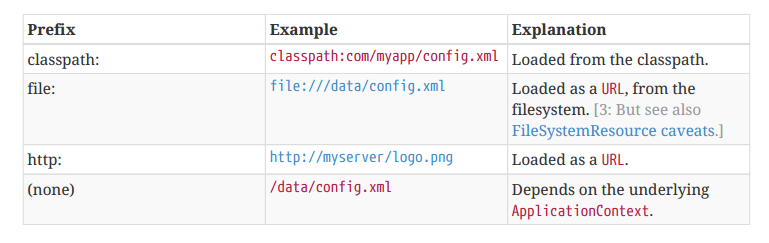 Prefix Example Explanation
classpath: classpath:com/myapp/config.xml Loaded from the classpath.
file: file:///data/config.xml Loaded as a URL, from the
filesystem. [3: But see also
FileSystemResource caveats.]
http: http://myserver/logo.png Loaded as a URL.
(none) /data/config.xml Depends on the underlying
ApplicationContext.